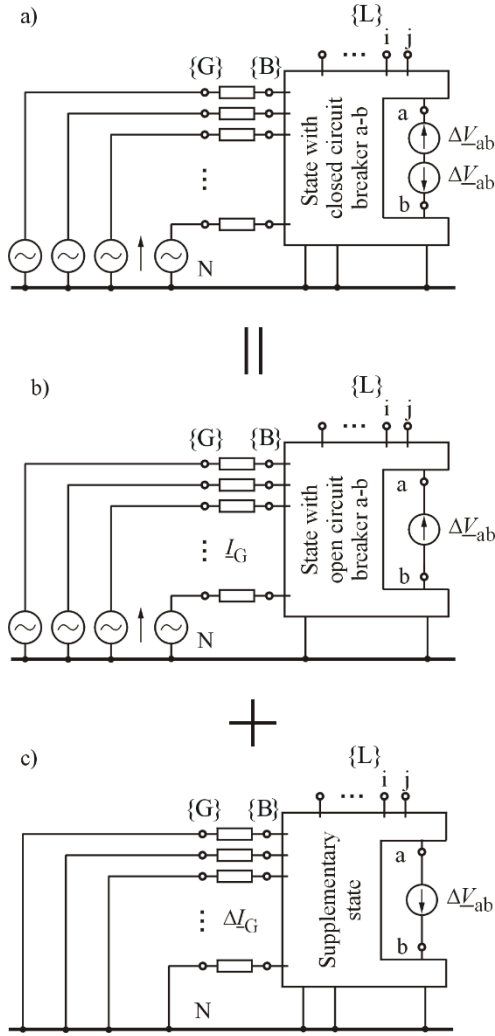 a)
{L}
i j
{G} {B}
State with
closed circuit
breaker a-b
a
ΔV_ab
ΔV_ab
b
N
b)
{L}
i j
{G} {B}
State with
open circuit
breaker a-b
a
ΔV_ab
b
I_G
N
c)
{L}
i j
{G} {B}
Supplementary
state
a
ΔV_ab
b
ΔI_G
N